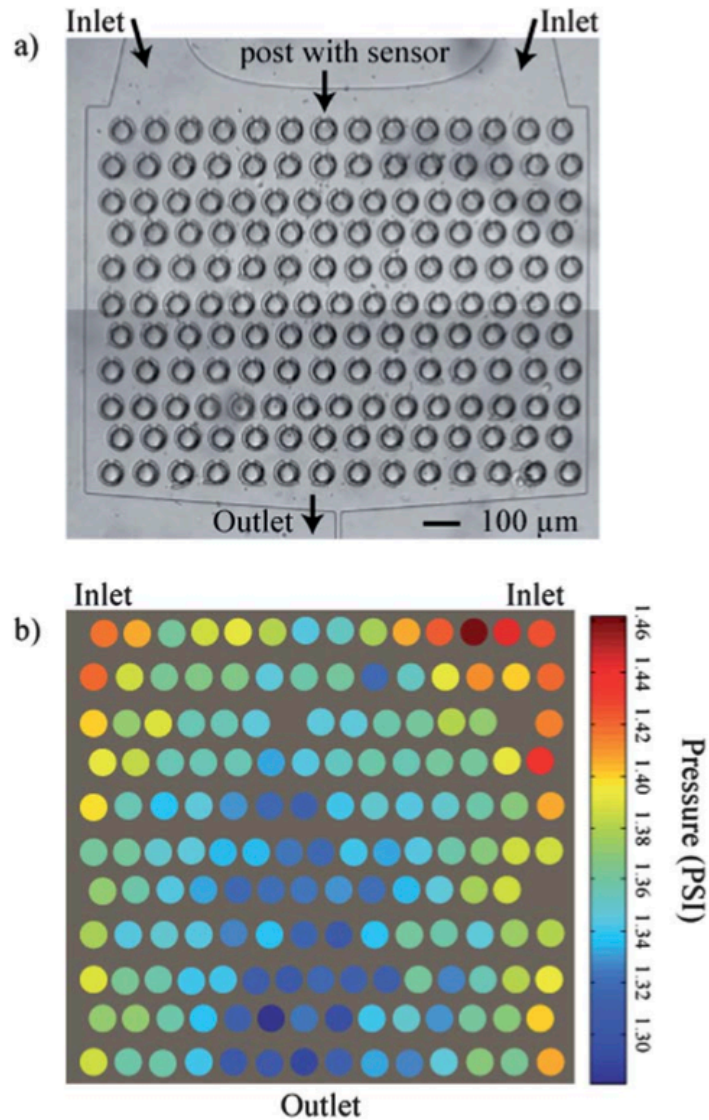 Inlet
Inlet
a)
post with sensor
Outlet
100 µm
Inlet
Inlet
b)
1.46
1.44
1.42
1.40
1.38
1.36
1.34
1.32
1.30
Pressure (PSI)
Outlet